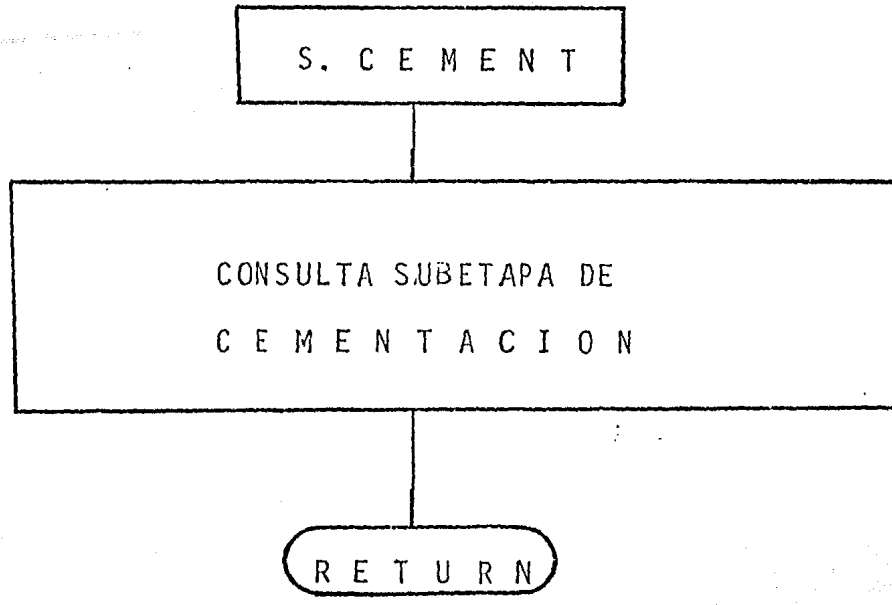 S. C E M E N T
CONSULTA SUBETAPA DE
C E M E N T A C I O N
R E T U R N